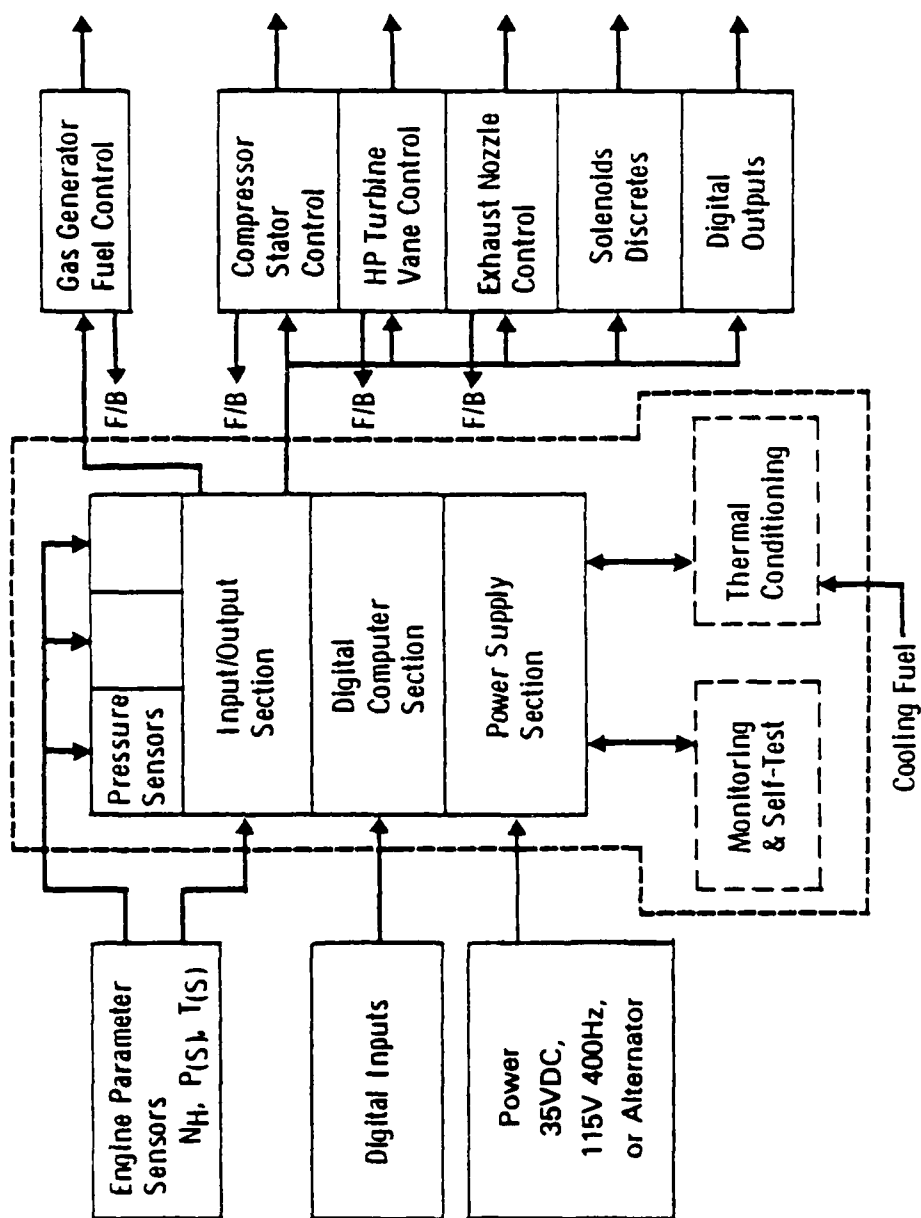 Engine Parameter
Sensors
NH, P(S), T(S)
Digital Inputs
Power
35VDC,
115V 400Hz,
or Alternator
Pressure
Sensors
Input/Output
Section
Digital
Computer
Section
Power Supply
Section
Monitoring
& Self-Test
Thermal
Conditioning
Cooling Fuel
Gas Generator
Fuel Control
F/B
Compressor
Stator
Control
F/B
HP Turbine
Vane Control
F/B
Exhaust Nozzle
Control
F/B
Solenoids
Discretes
Digital
Outputs